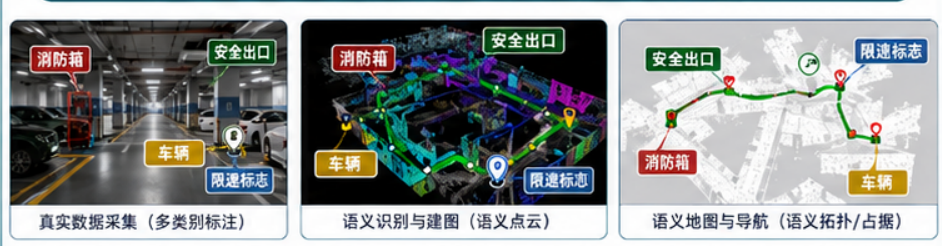 消防箱
安全出口
车辆
限速标志
真实数据采集（多类别标注）
消防箱
安全出口
车辆
限速标志
语义识别与建图（语义点云）
安全出口
限速标志
消防箱
车辆
语义地图与导航（语义拓扑/占据）